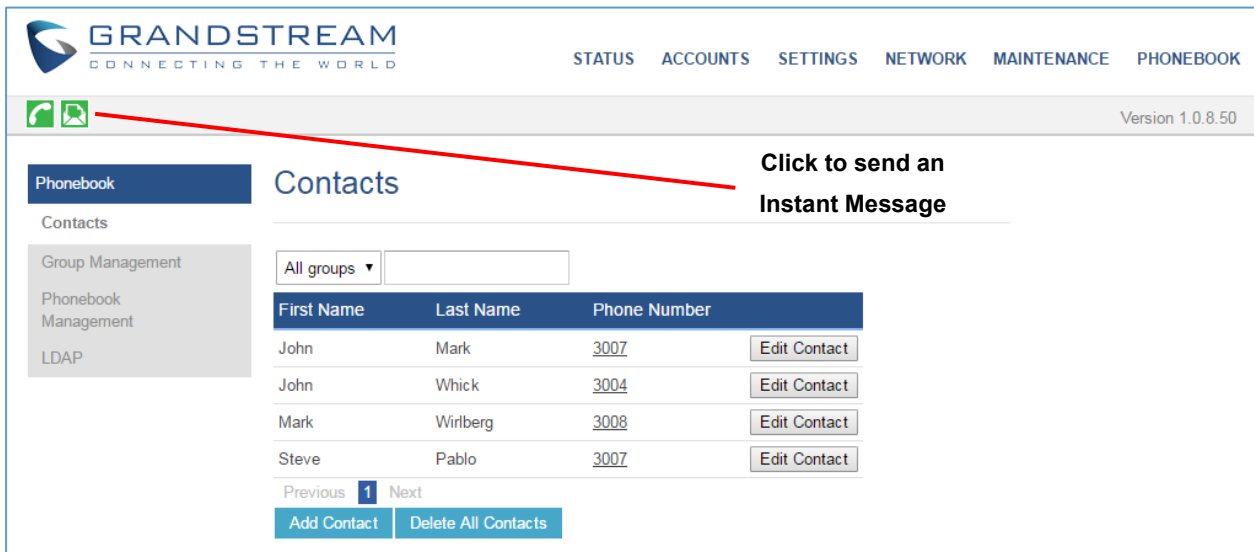 GRANDSTREAM
CONNECTING THE WORLD
STATUS ACCOUNTS SETTINGS NETWORK MAINTENANCE PHONEBOOK
Version 1.0.8.50
Click to send an
Instant Message
Phonebook
Contacts
Group Management
Phonebook
Management
LDAP
Contacts
All groups ▼
First Name Last Name Phone Number
John Mark 3007 Edit Contact
John Whick 3004 Edit Contact
Mark Wirlberg 3008 Edit Contact
Steve Pablo 3007 Edit Contact
Previous 1 Next
Add Contact Delete All Contacts